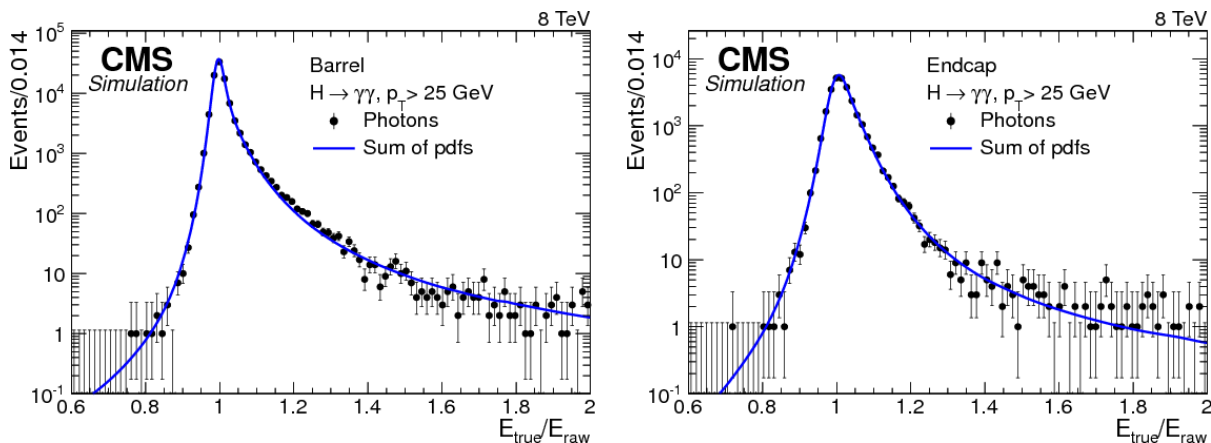 8 TeV
CMS
Simulation
Barrel
H → γγ, p_T > 25 GeV
Photons
Sum of pdfs
Events/0.014
10^5
10^4
10^3
10^2
10
1
10^-1
0.6 0.8 1 1.2 1.4 1.6 1.8 2
E_true/E_raw
8 TeV
CMS
Simulation
Endcap
H → γγ, p_T > 25 GeV
Photons
Sum of pdfs
Events/0.014
10^4
10^3
10^2
10
1
10^-1
0.6 0.8 1 1.2 1.4 1.6 1.8 2
E_true/E_raw